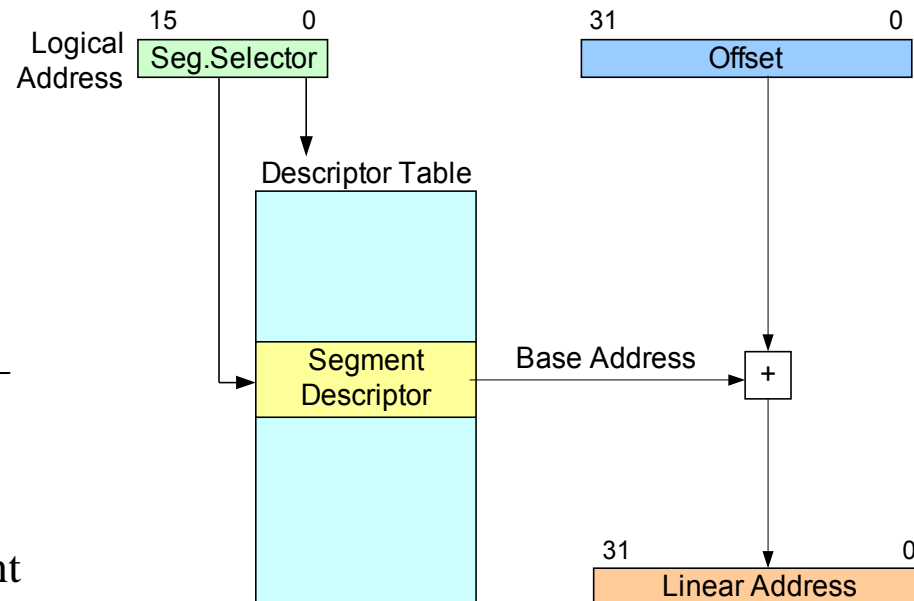 15 0
31 0
Logical
Address
Seg.Selector
Offset
Descriptor Table
Segment
Descriptor
Base Address
+
31 0
Linear Address